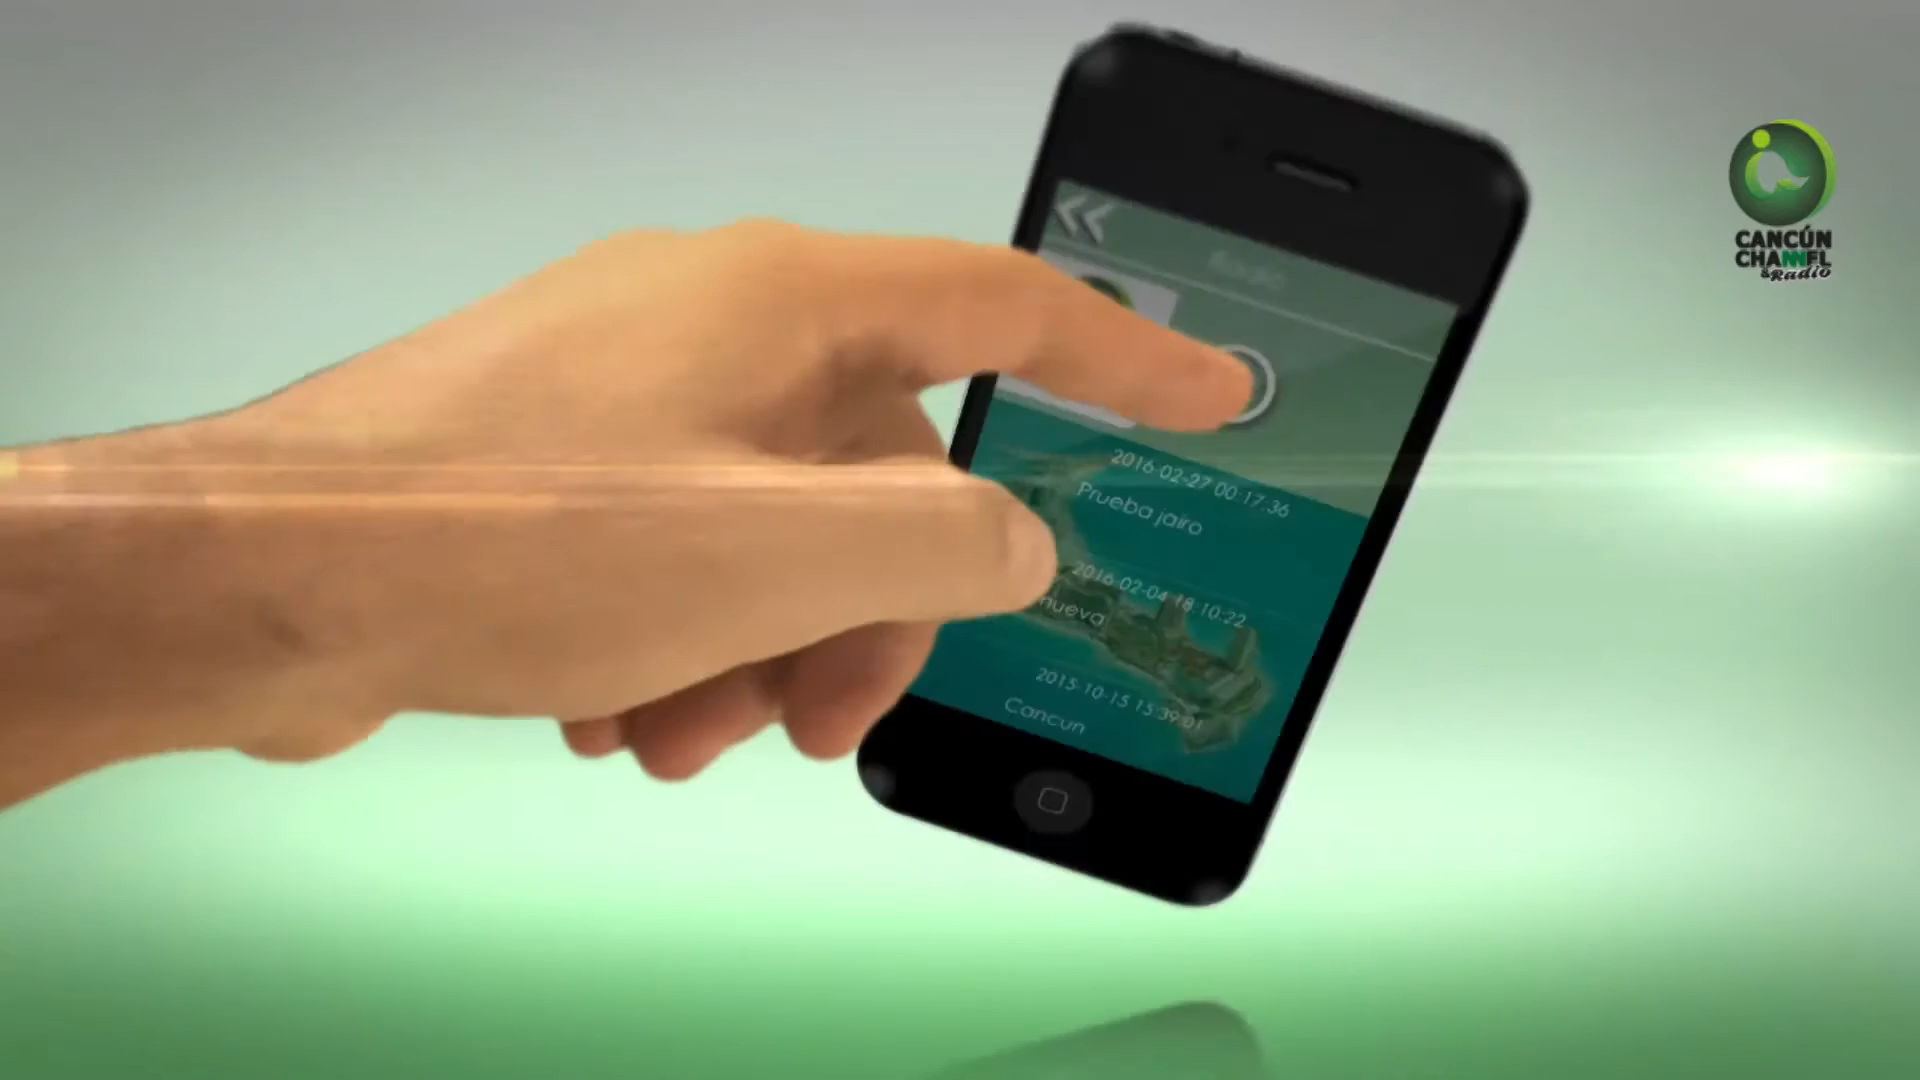 Radio
2016-02-27 00:17:36
Prueba jairo
2016-02-04 18:10:22
nueva
2015-10-15 15:39:01
Cancun
CANCÚN
CHANNEL
&Radio